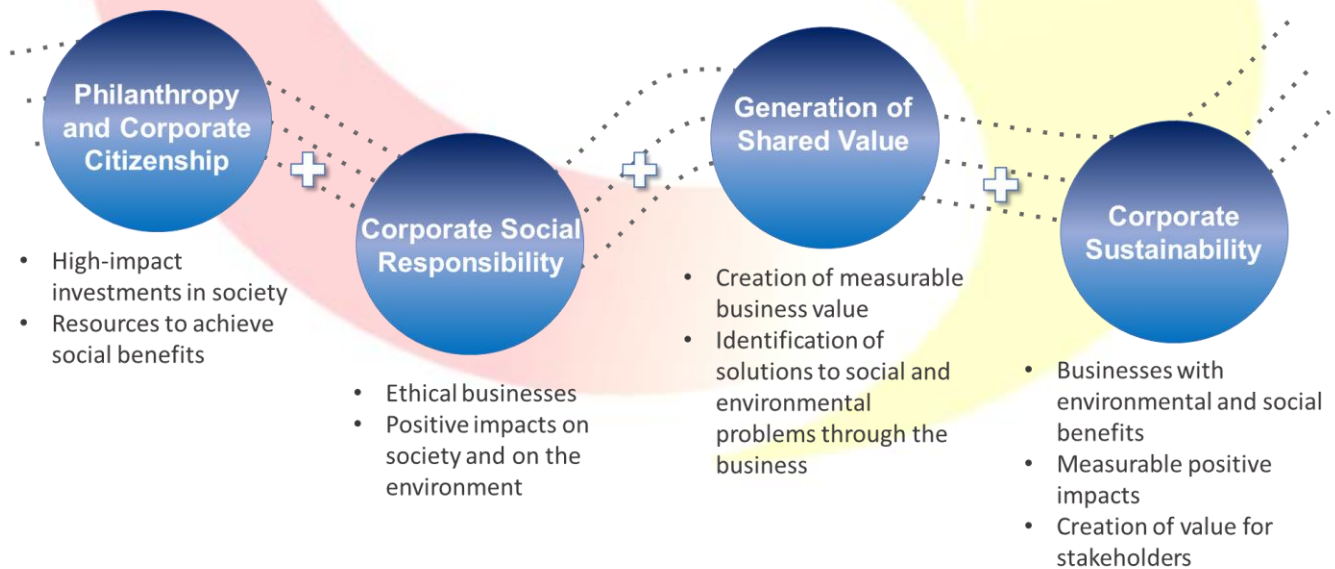 Philanthropy
and Corporate
Citizenship
• High-impact
investments in society
• Resources to achieve
social benefits
Corporate Social
Responsibility
• Ethical businesses
• Positive impacts on
society and on the
environment
Generation of
Shared Value
• Creation of measurable
business value
• Identification of
solutions to social and
environmental
problems through the
business
Corporate
Sustainability
• Businesses with
environmental and social
benefits
• Measurable positive
impacts
• Creation of value for
stakeholders